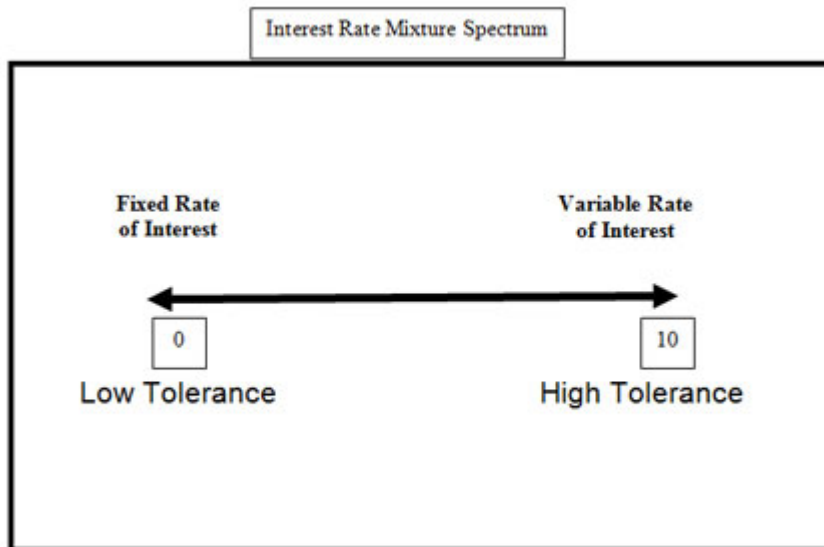 Interest Rate Mixture Spectrum
Fixed Rate
of Interest
Variable Rate
of Interest
0
10
Low Tolerance
High Tolerance